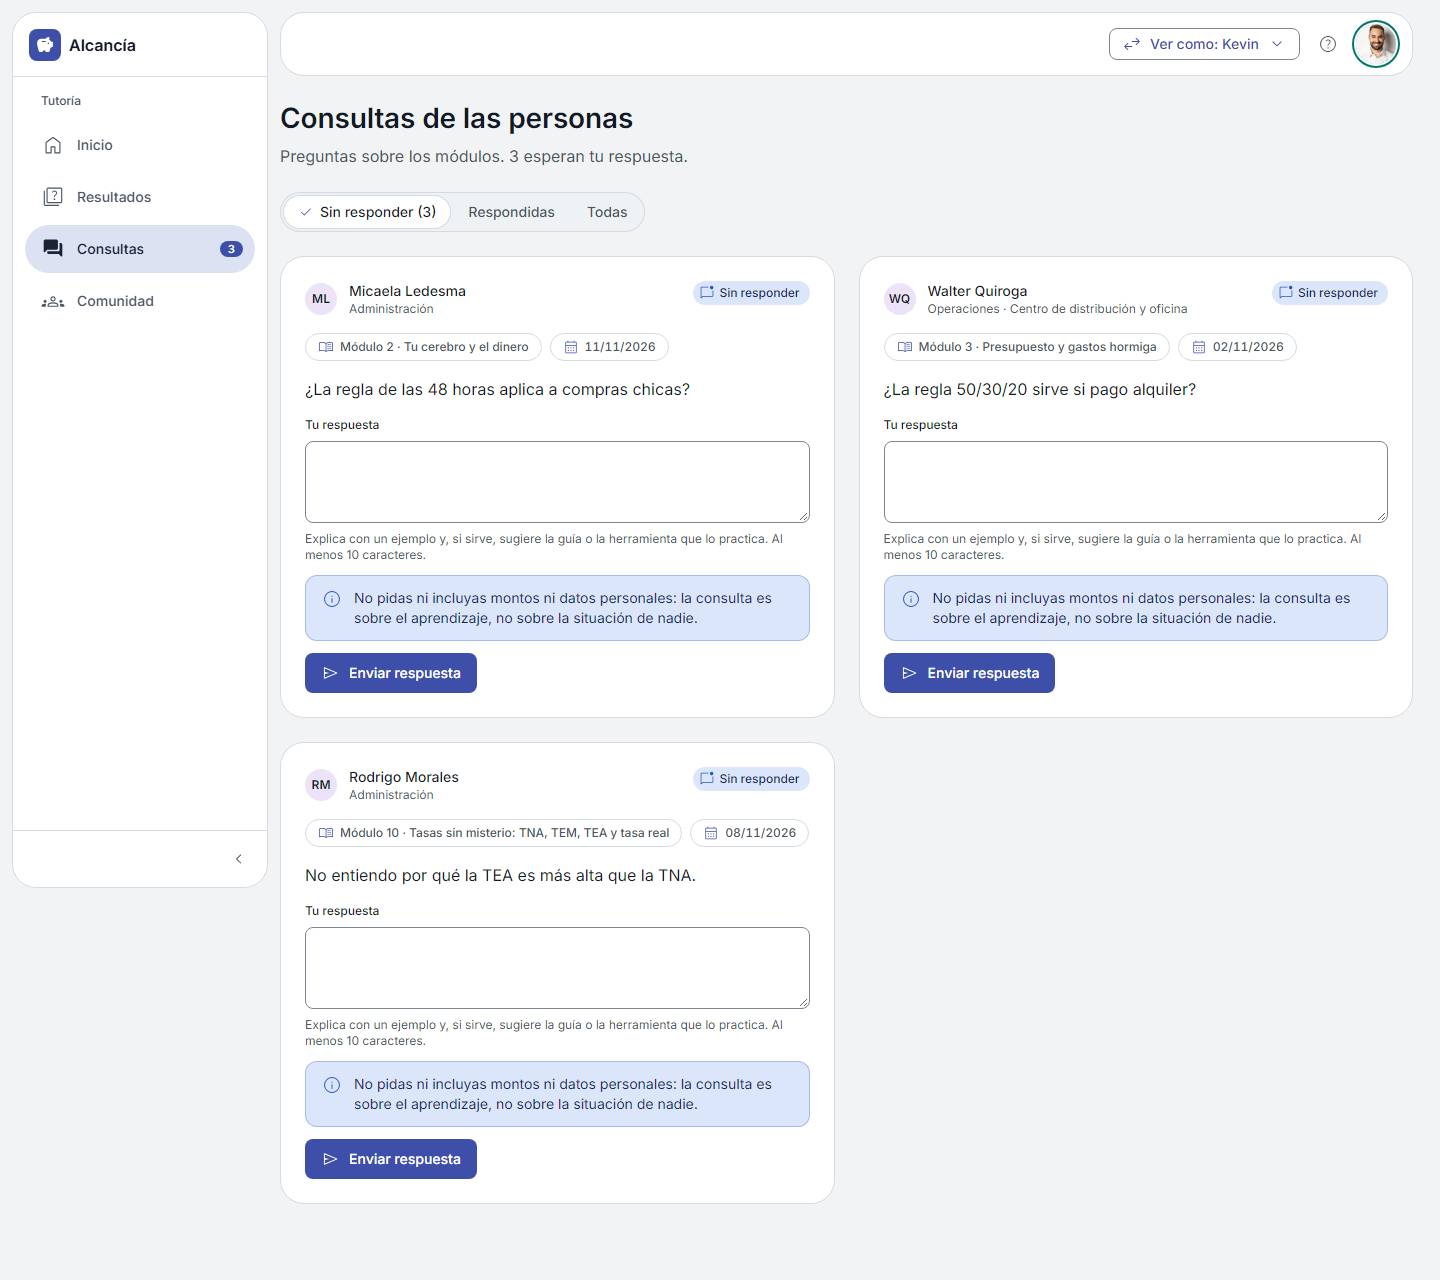 Alcancía
Ver como: Kevin
Tutoría
Inicio
Resultados
Consultas
3
Comunidad
Consultas de las personas
Preguntas sobre los módulos. 3 esperan tu respuesta.
Sin responder (3)
Respondidas
Todas
ML
Micaela Ledesma
Administración
Sin responder
Módulo 2 · Tu cerebro y el dinero
11/11/2026
¿La regla de las 48 horas aplica a compras chicas?
Tu respuesta
Explica con un ejemplo y, si sirve, sugiere la guía o la herramienta que lo practica. Al
menos 10 caracteres.
No pidas ni incluyas montos ni datos personales: la consulta es
sobre el aprendizaje, no sobre la situación de nadie.
Enviar respuesta
WQ
Walter Quiroga
Operaciones · Centro de distribución y oficina
Sin responder
Módulo 3 · Presupuesto y gastos hormiga
02/11/2026
¿La regla 50/30/20 sirve si pago alquiler?
Tu respuesta
Explica con un ejemplo y, si sirve, sugiere la guía o la herramienta que lo practica. Al
menos 10 caracteres.
No pidas ni incluyas montos ni datos personales: la consulta es
sobre el aprendizaje, no sobre la situación de nadie.
Enviar respuesta
RM
Rodrigo Morales
Administración
Sin responder
Módulo 10 · Tasas sin misterio: TNA, TEM, TEA y tasa real
08/11/2026
No entiendo por qué la TEA es más alta que la TNA.
Tu respuesta
Explica con un ejemplo y, si sirve, sugiere la guía o la herramienta que lo practica. Al
menos 10 caracteres.
No pidas ni incluyas montos ni datos personales: la consulta es
sobre el aprendizaje, no sobre la situación de nadie.
Enviar respuesta